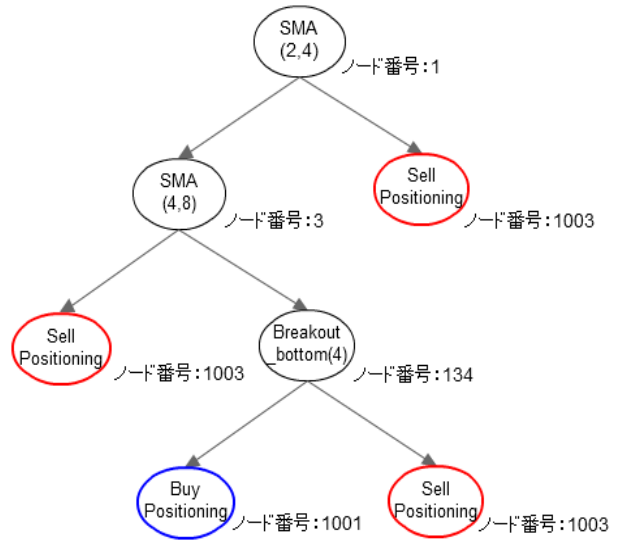 SMA
(2,4)
ノード番号:1
SMA
(4,8)
ノード番号:3
Sell
Positioning
ノード番号:1003
Sell
Positioning
ノード番号:1003
Breakout
_bottom(4)
ノード番号:134
Buy
Positioning
ノード番号:1001
Sell
Positioning
ノード番号:1003